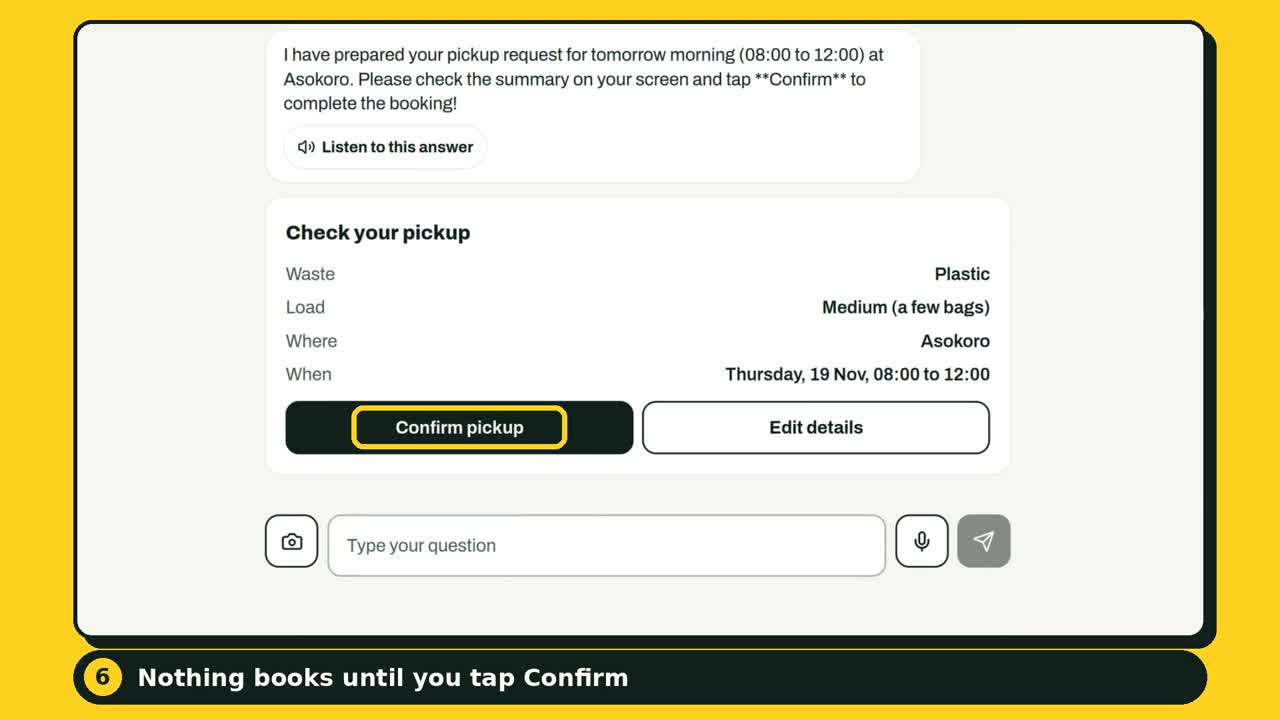 I have prepared your pickup request for tomorrow morning (08:00 to 12:00) at
Asokoro. Please check the summary on your screen and tap **Confirm** to
complete the booking!
Listen to this answer
Check your pickup
Waste Plastic
Load Medium (a few bags)
Where Asokoro
When Thursday, 19 Nov, 08:00 to 12:00
Confirm pickup Edit details
Type your question
6 Nothing books until you tap Confirm